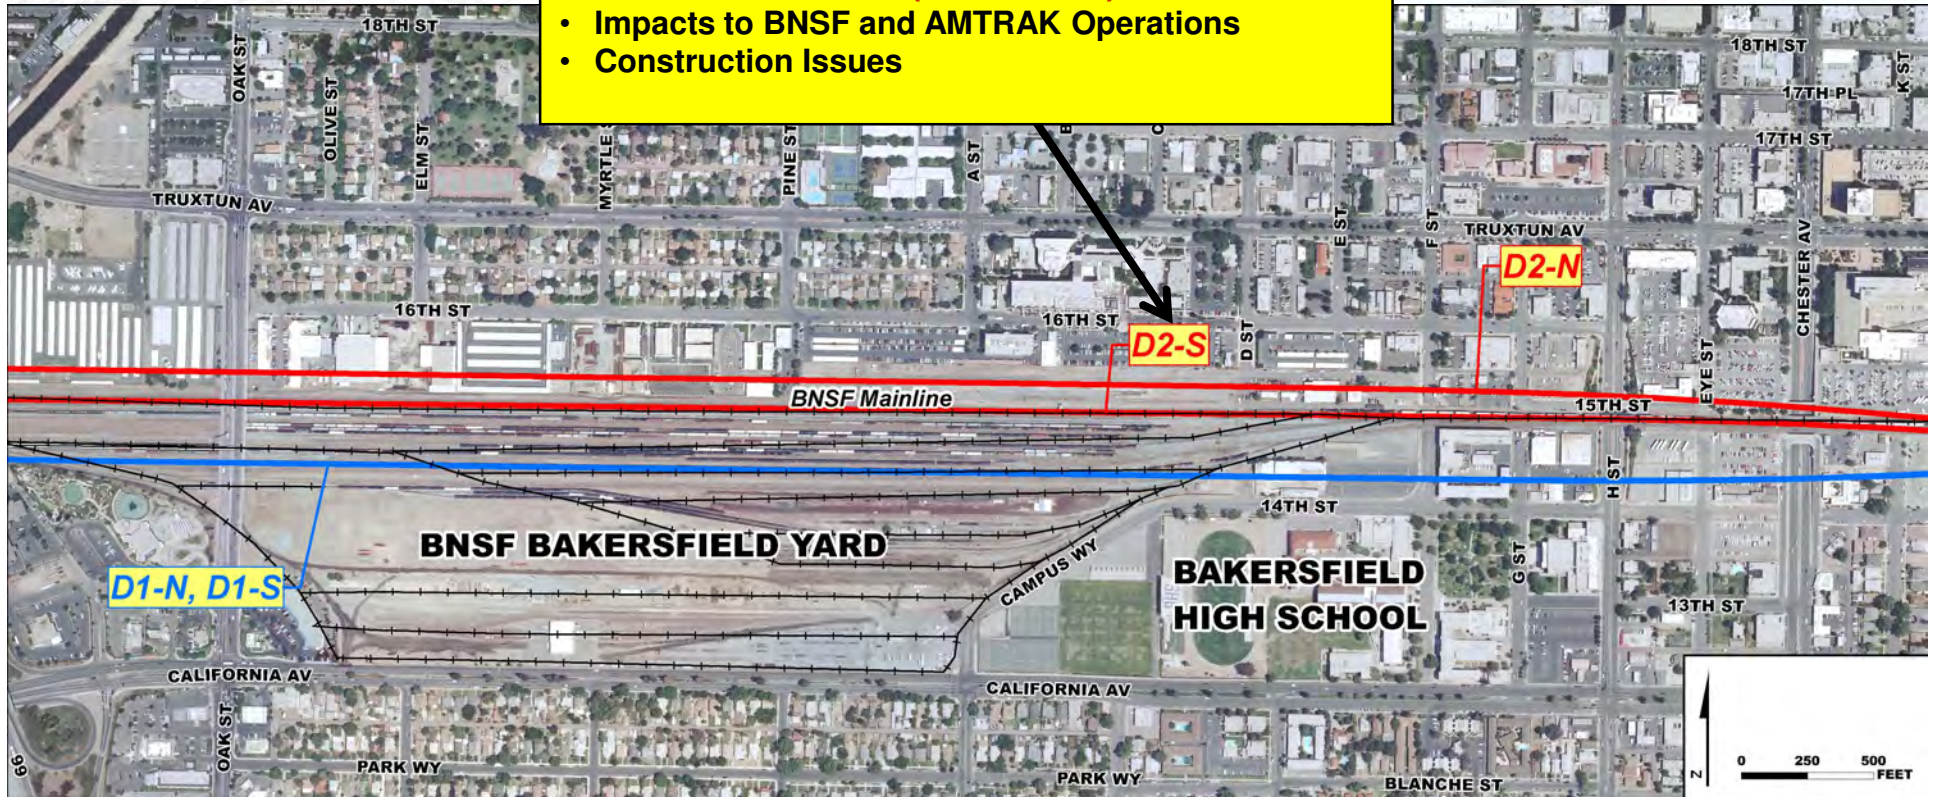 • Impacts to BNSF and AMTRAK Operations
• Construction Issues
18TH ST
18TH ST
OAK ST
OLIVE ST
ELM ST
PINE ST
A ST
17TH PL
K ST
17TH ST
TRUXTUN AV
E ST
F ST
TRUXTUN AV
D2-N
CHESTER AV
16TH ST
16TH ST
D2-S
D ST
EYE ST
BNSF Mainline
15TH ST
H ST
14TH ST
BNSF BAKERSFIELD YARD
CAMPUS WY
BAKERSFIELD
HIGH SCHOOL
G ST
D1-N, D1-S
13TH ST
CALIFORNIA AV
CALIFORNIA AV
OAK ST
99
PARK WY
PARK WY
BLANCHE ST
N
0 250 500
FEET